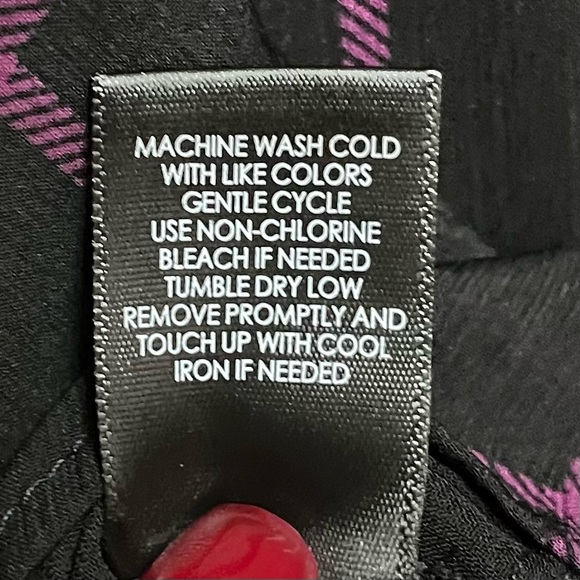 MACHINE WASH COLD
WITH LIKE COLORS
GENTLE CYCLE
USE NON-CHLORINE
BLEACH IF NEEDED
TUMBLE DRY LOW
REMOVE PROMPTLY AND
TOUCH UP WITH COOL
IRON IF NEEDED